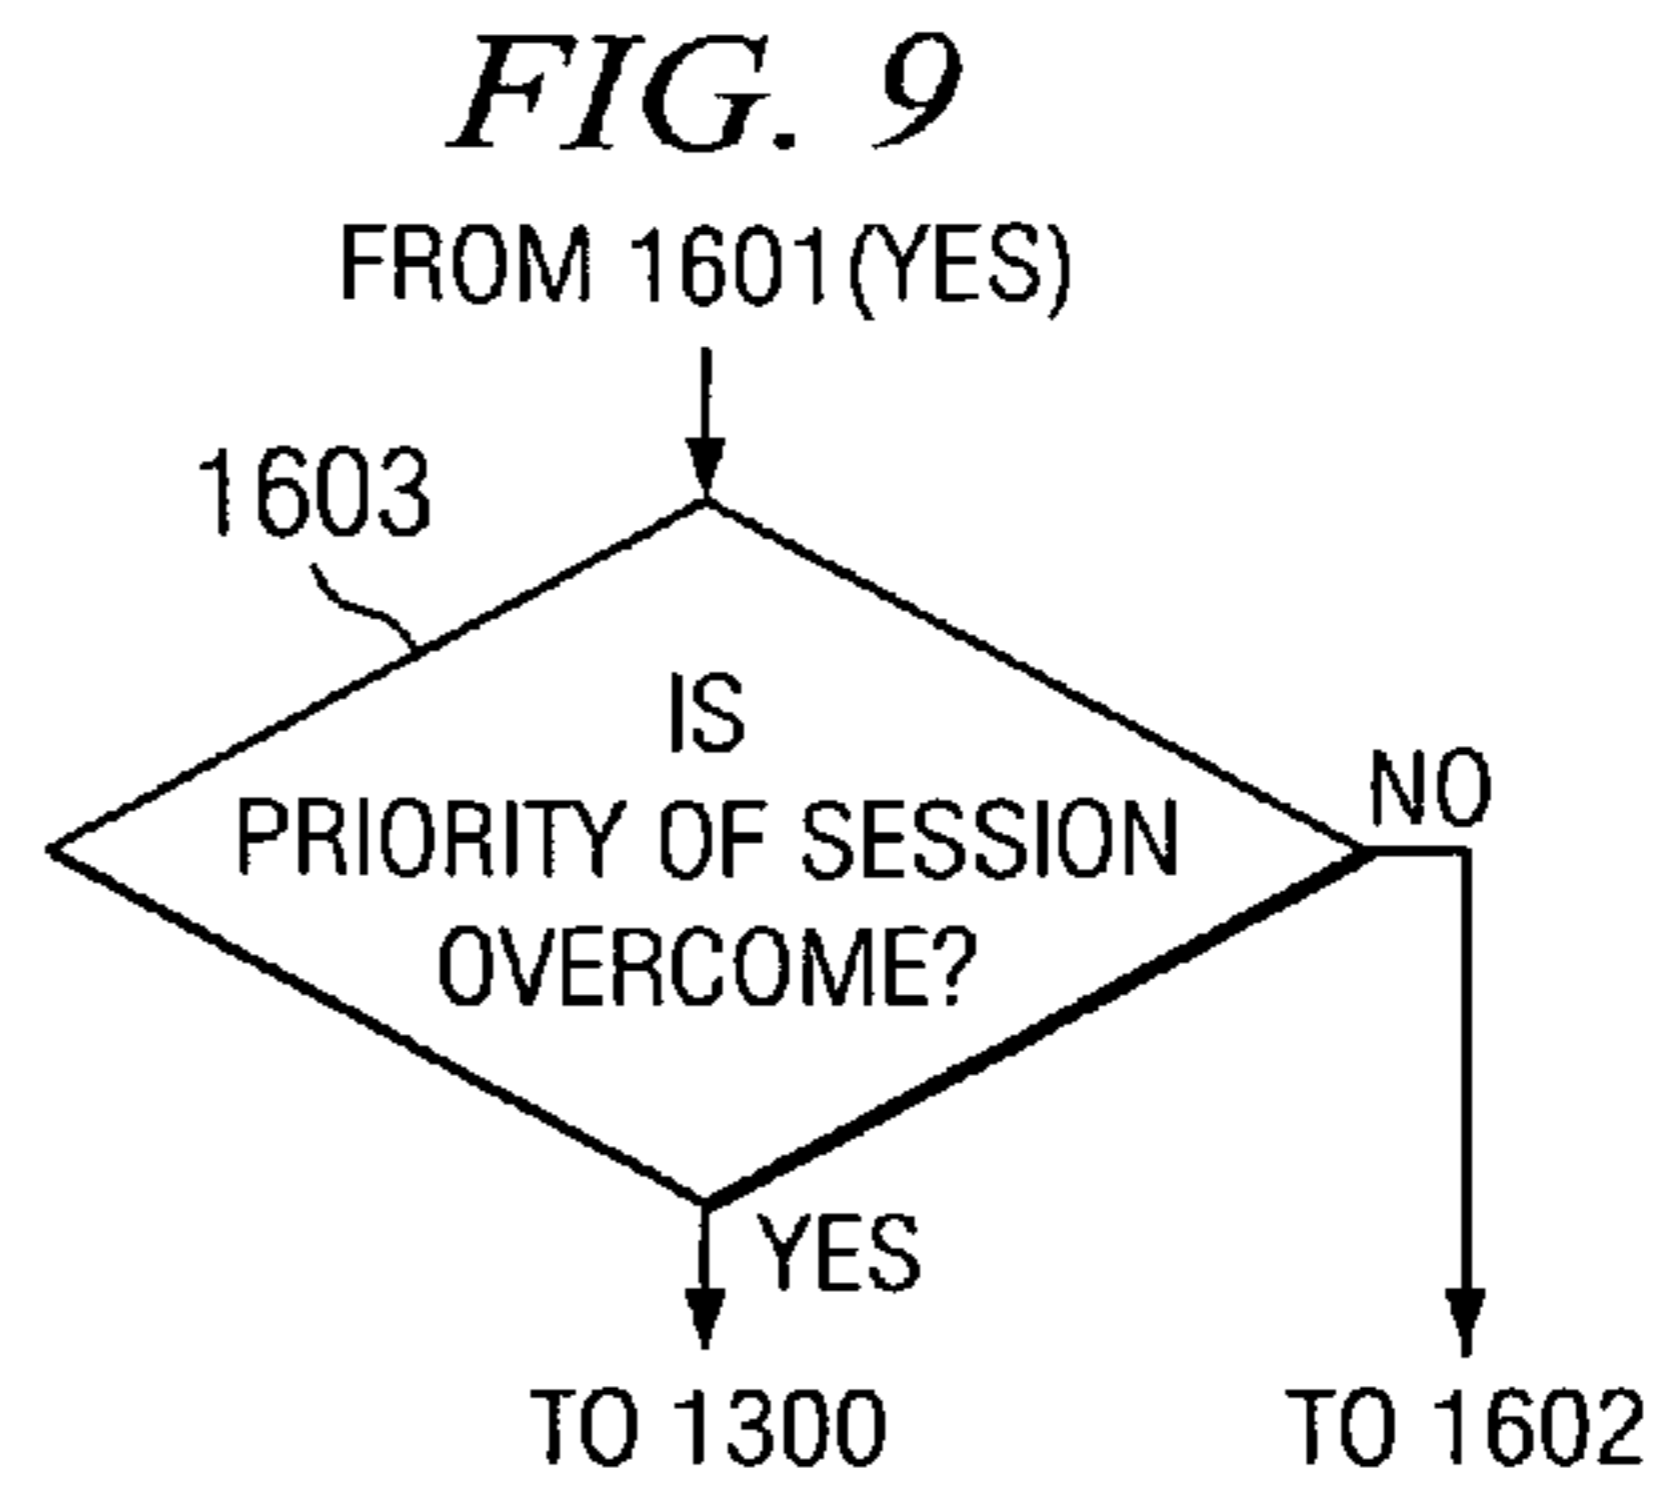 FIG. 9
FROM 1601(YES)
1603
IS
PRIORITY OF SESSION
OVERCOME?
NO
YES
TO 1300
TO 1602